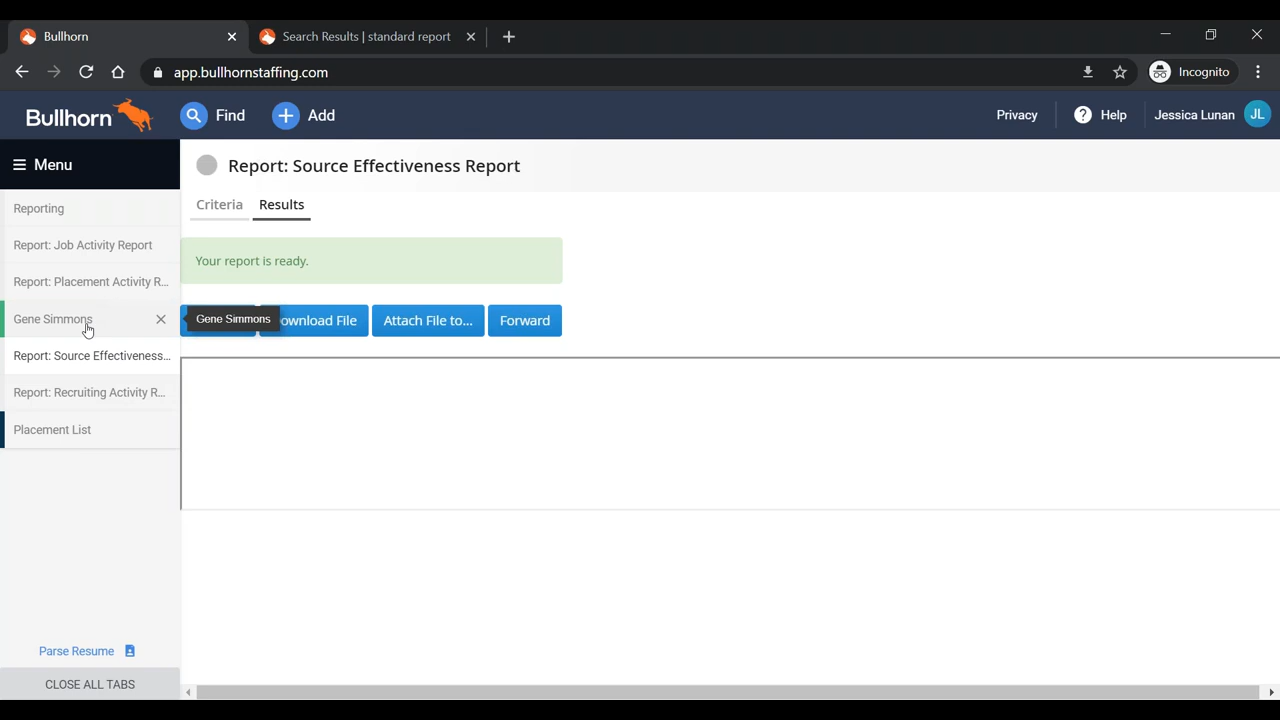 Bullhorn
Search Results | standard report
app.bullhornstaffing.com
Incognito
Bullhorn
Find
Add
Privacy
Help
Jessica Lunan
JL
Menu
Report: Source Effectiveness Report
Reporting
Criteria
Results
Report: Job Activity Report
Your report is ready.
Report: Placement Activity R...
Gene Simmons
Gene Simmons
ownload File
Attach File to...
Forward
Report: Source Effectiveness...
Report: Recruiting Activity R...
Placement List
Parse Resume
CLOSE ALL TABS